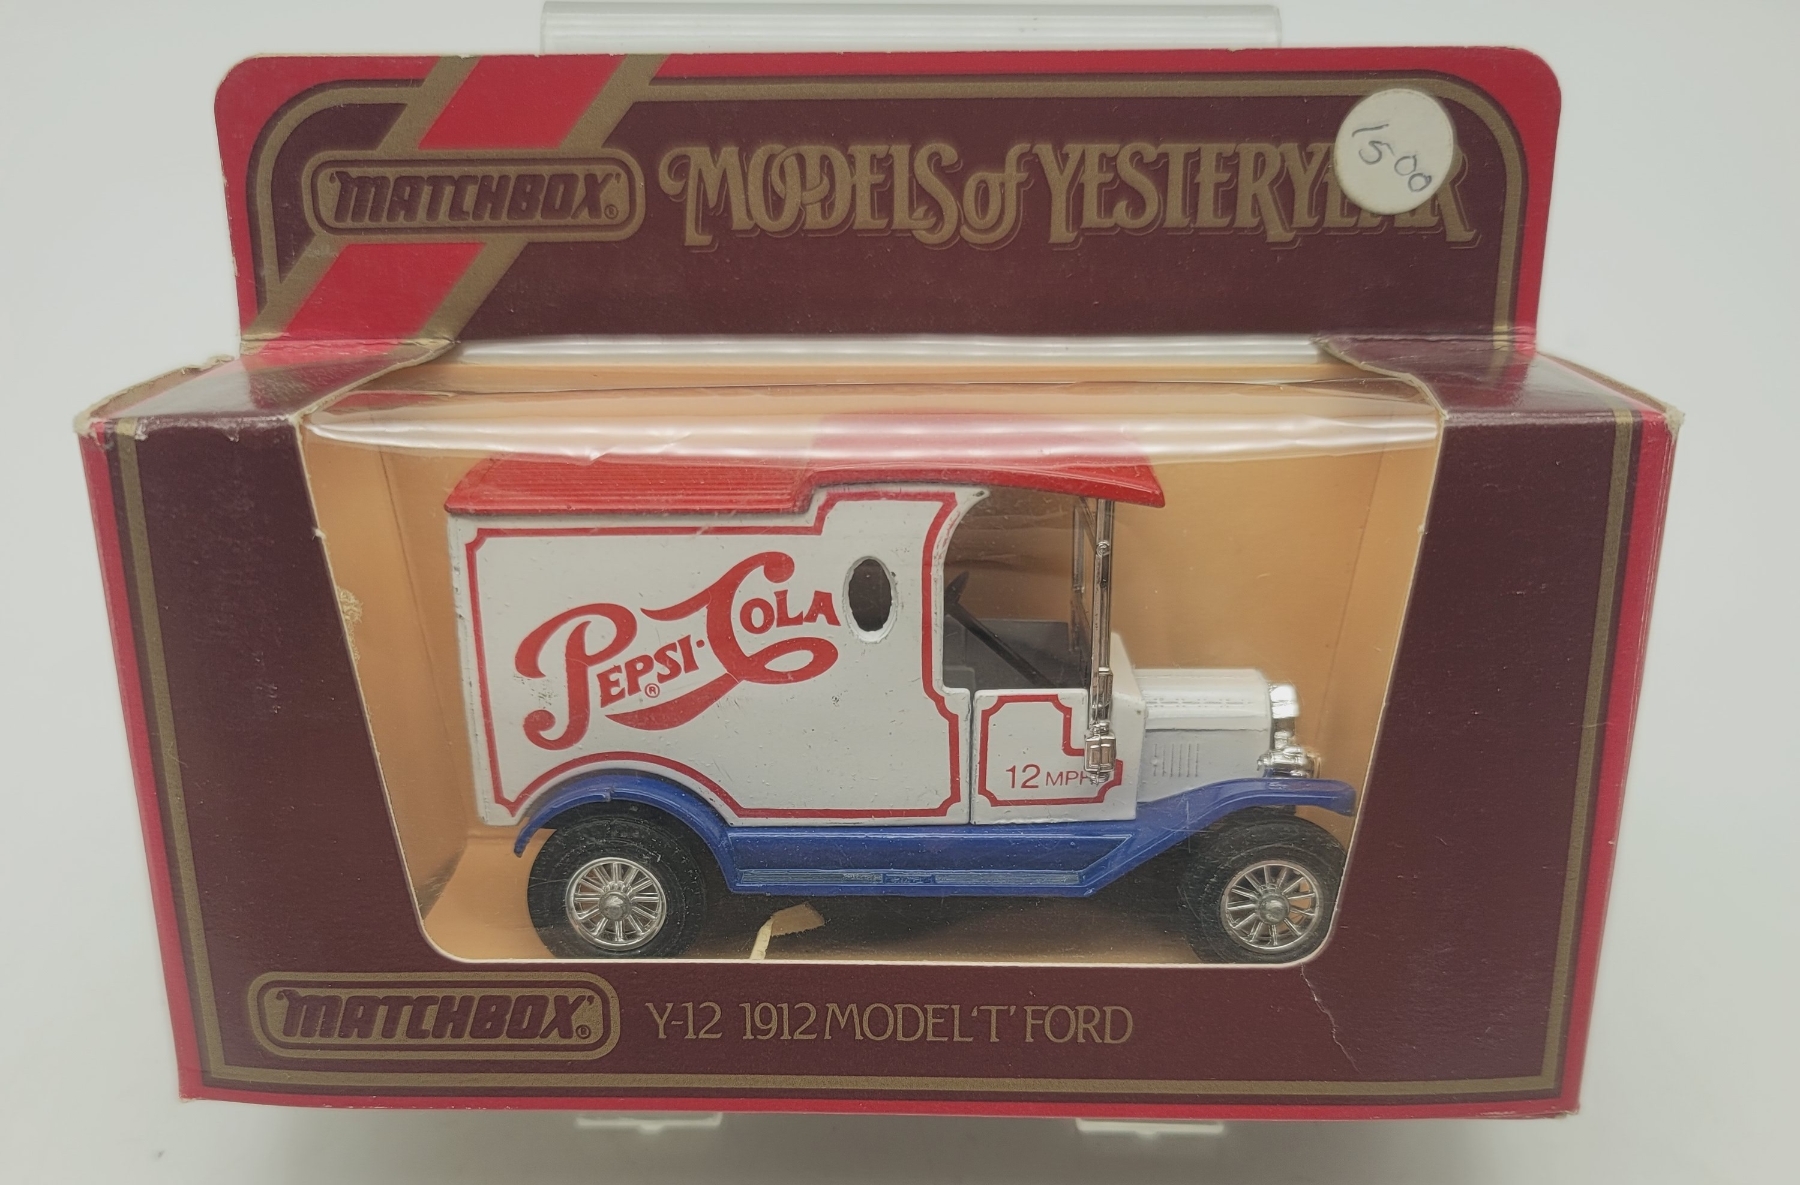 MATCHBOX®
MODELS of YESTERYEAR
1500
PEPSI·COLA
®
12 MPH
MATCHBOX®
Y-12 1912 MODEL 'T' FORD